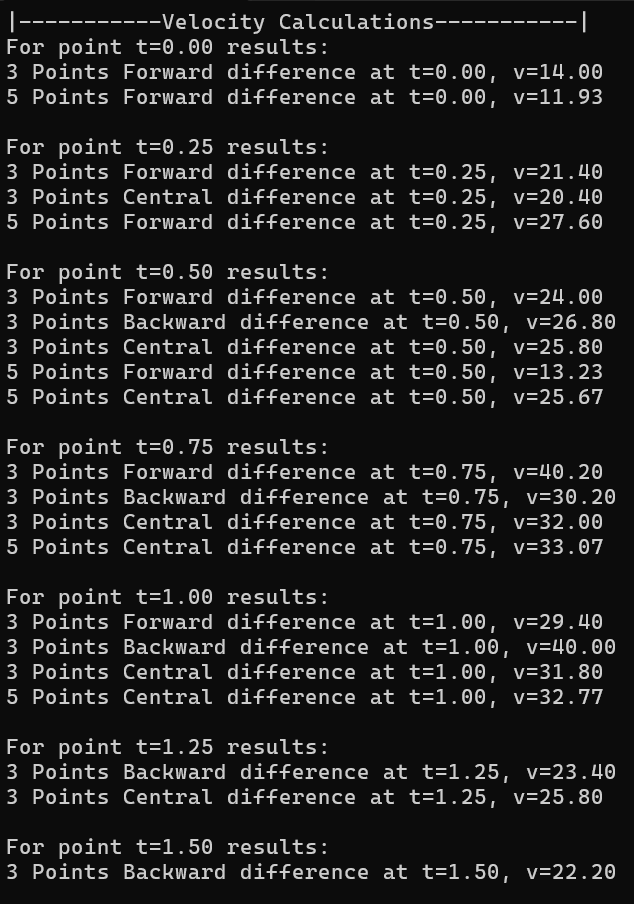 |-----------Velocity Calculations-----------|
For point t=0.00 results:
3 Points Forward difference at t=0.00, v=14.00
5 Points Forward difference at t=0.00, v=11.93

For point t=0.25 results:
3 Points Forward difference at t=0.25, v=21.40
3 Points Central difference at t=0.25, v=20.40
5 Points Forward difference at t=0.25, v=27.60

For point t=0.50 results:
3 Points Forward difference at t=0.50, v=24.00
3 Points Backward difference at t=0.50, v=26.80
3 Points Central difference at t=0.50, v=25.80
5 Points Forward difference at t=0.50, v=13.23
5 Points Central difference at t=0.50, v=25.67

For point t=0.75 results:
3 Points Forward difference at t=0.75, v=40.20
3 Points Backward difference at t=0.75, v=30.20
3 Points Central difference at t=0.75, v=32.00
5 Points Central difference at t=0.75, v=33.07

For point t=1.00 results:
3 Points Forward difference at t=1.00, v=29.40
3 Points Backward difference at t=1.00, v=40.00
3 Points Central difference at t=1.00, v=31.80
5 Points Central difference at t=1.00, v=32.77

For point t=1.25 results:
3 Points Backward difference at t=1.25, v=23.40
3 Points Central difference at t=1.25, v=25.80

For point t=1.50 results:
3 Points Backward difference at t=1.50, v=22.20